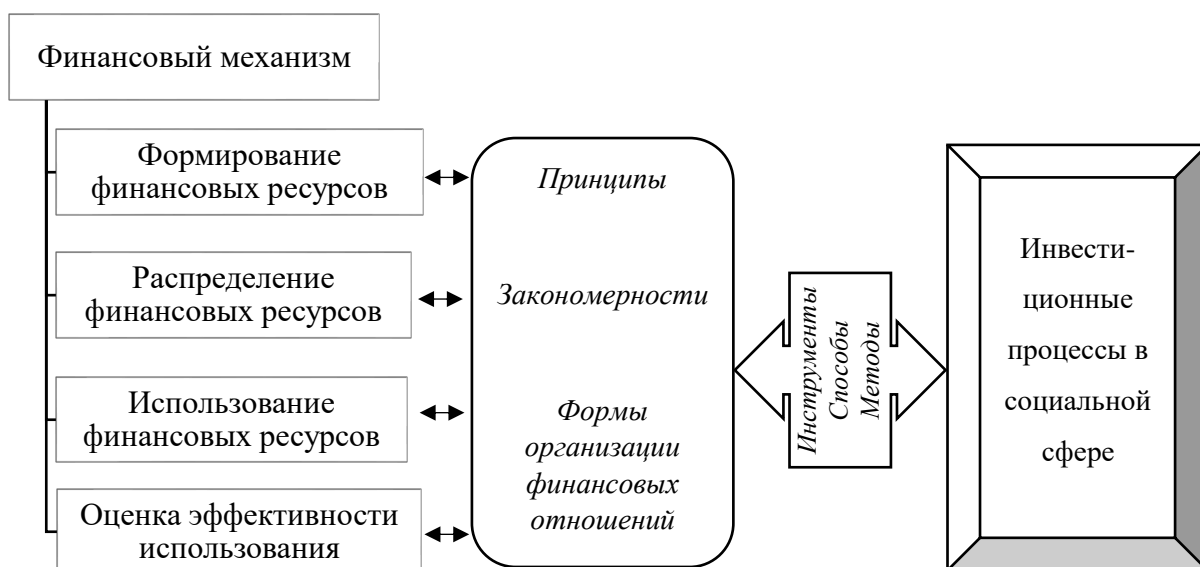 Финансовый механизм
Формирование
финансовых ресурсов
Распределение
финансовых ресурсов
Использование
финансовых ресурсов
Оценка эффективности
использования
Принципы
Закономерности
Формы
организации
финансовых
отношений
Инструменты
Способы
Методы
Инвести-
ционные
процессы в
социальной
сфере